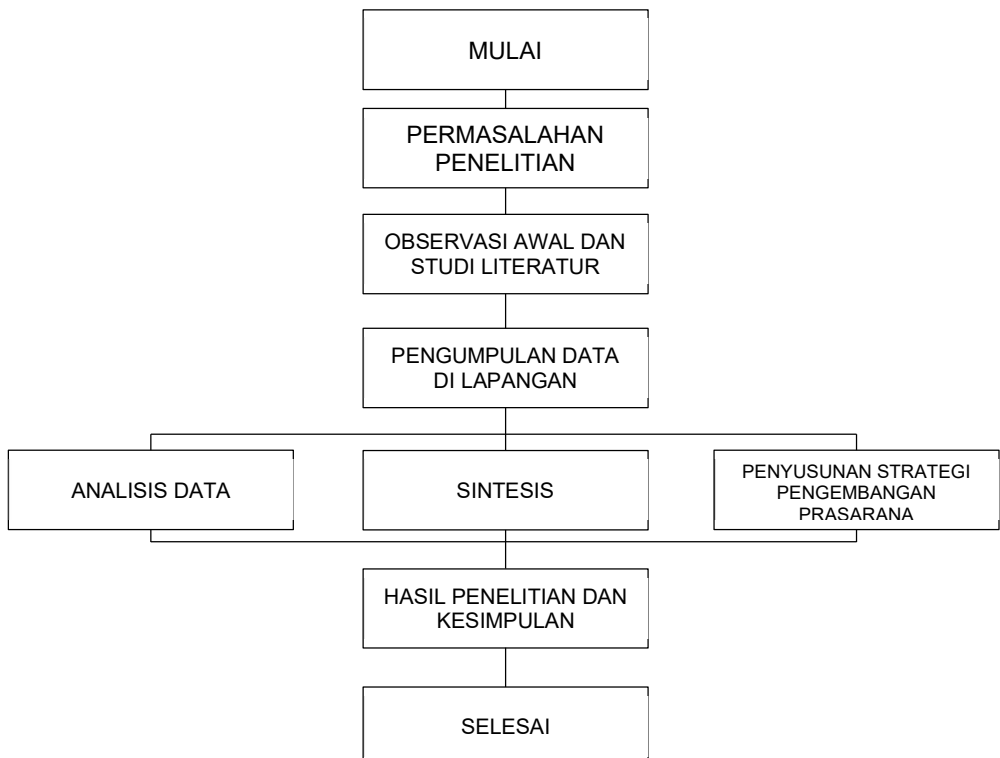 MULAI
PERMASALAHAN
PENELITIAN
OBSERVASI AWAL DAN
STUDI LITERATUR
PENGUMPULAN DATA
DI LAPANGAN
ANALISIS DATA
SINTESIS
PENYUSUNAN STRATEGI
PENGEMBANGAN
PRASARANA
HASIL PENELITIAN DAN
KESIMPULAN
SELESAI